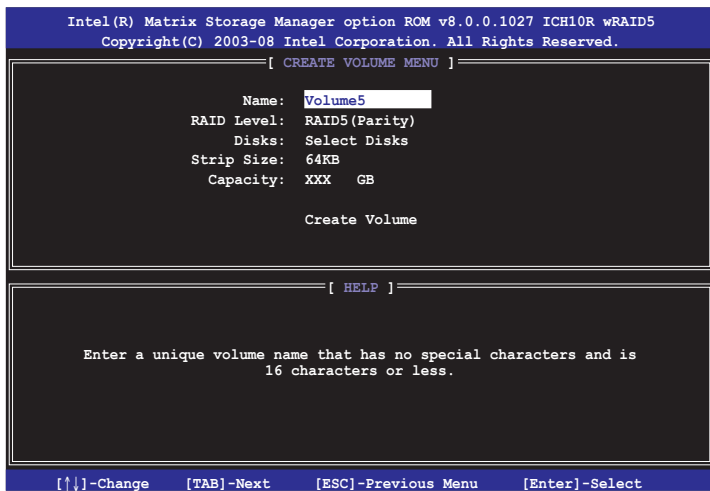 Intel(R) Matrix Storage Manager option ROM v8.0.0.1027 ICH10R wRAID5
Copyright(C) 2003-08 Intel Corporation. All Rights Reserved.
[ CREATE VOLUME MENU ]
Name: Volume5
RAID Level: RAID5(Parity)
Disks: Select Disks
Strip Size: 64KB
Capacity: XXX GB
Create Volume
[ HELP ]
Enter a unique volume name that has no special characters and is
16 characters or less.
[↑↓]-Change [TAB]-Next [ESC]-Previous Menu [Enter]-Select